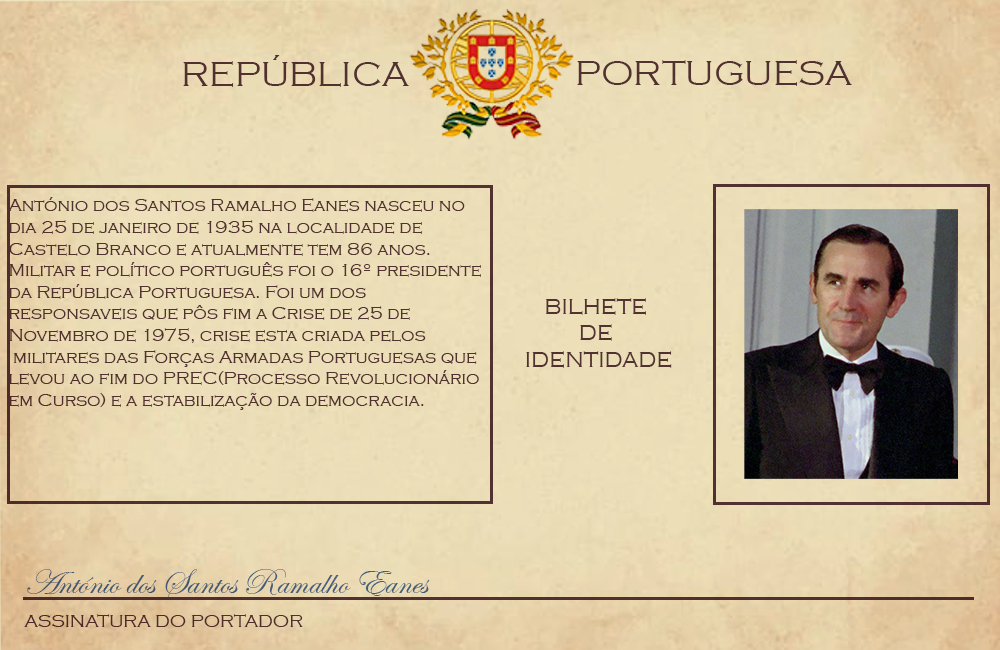 REPÚBLICA PORTUGUESA
António dos Santos Ramalho Eanes nasceu no
dia 25 de janeiro de 1935 na localidade de
Castelo Branco e atualmente tem 86 anos.
Militar e político português foi o 16º presidente
da República Portuguesa. Foi um dos
responsaveis que pôs fim a Crise de 25 de
Novembro de 1975, crise esta criada pelos
militares das Forças Armadas Portuguesas que
levou ao fim do PREC(Processo Revolucionário
em Curso) e a estabilização da democracia.
BILHETE
DE
IDENTIDADE
António dos Santos Ramalho Eanes
ASSINATURA DO PORTADOR